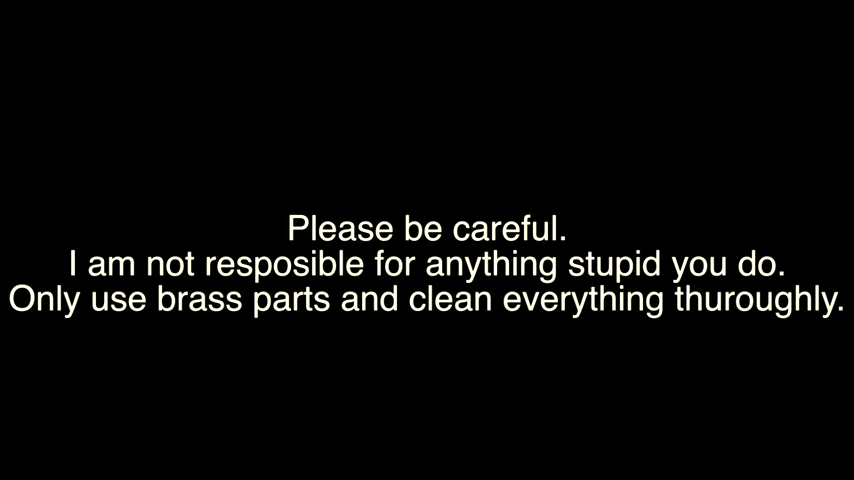 Please be careful.
I am not resposible for anything stupid you do.
Only use brass parts and clean everything thuroughly.